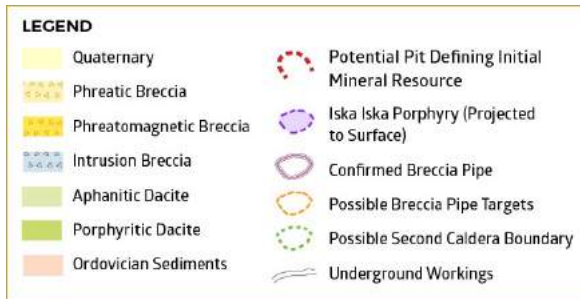 LEGEND
Quaternary
Phreatic Breccia
Phreatomagnetic Breccia
Intrusion Breccia
Aphanitic Dacite
Porphyritic Dacite
Ordovician Sediments
Potential Pit Defining Initial
Mineral Resource
Iska Iska Porphyry (Projected
to Surface)
Confirmed Breccia Pipe
Possible Breccia Pipe Targets
Possible Second Caldera Boundary
Underground Workings